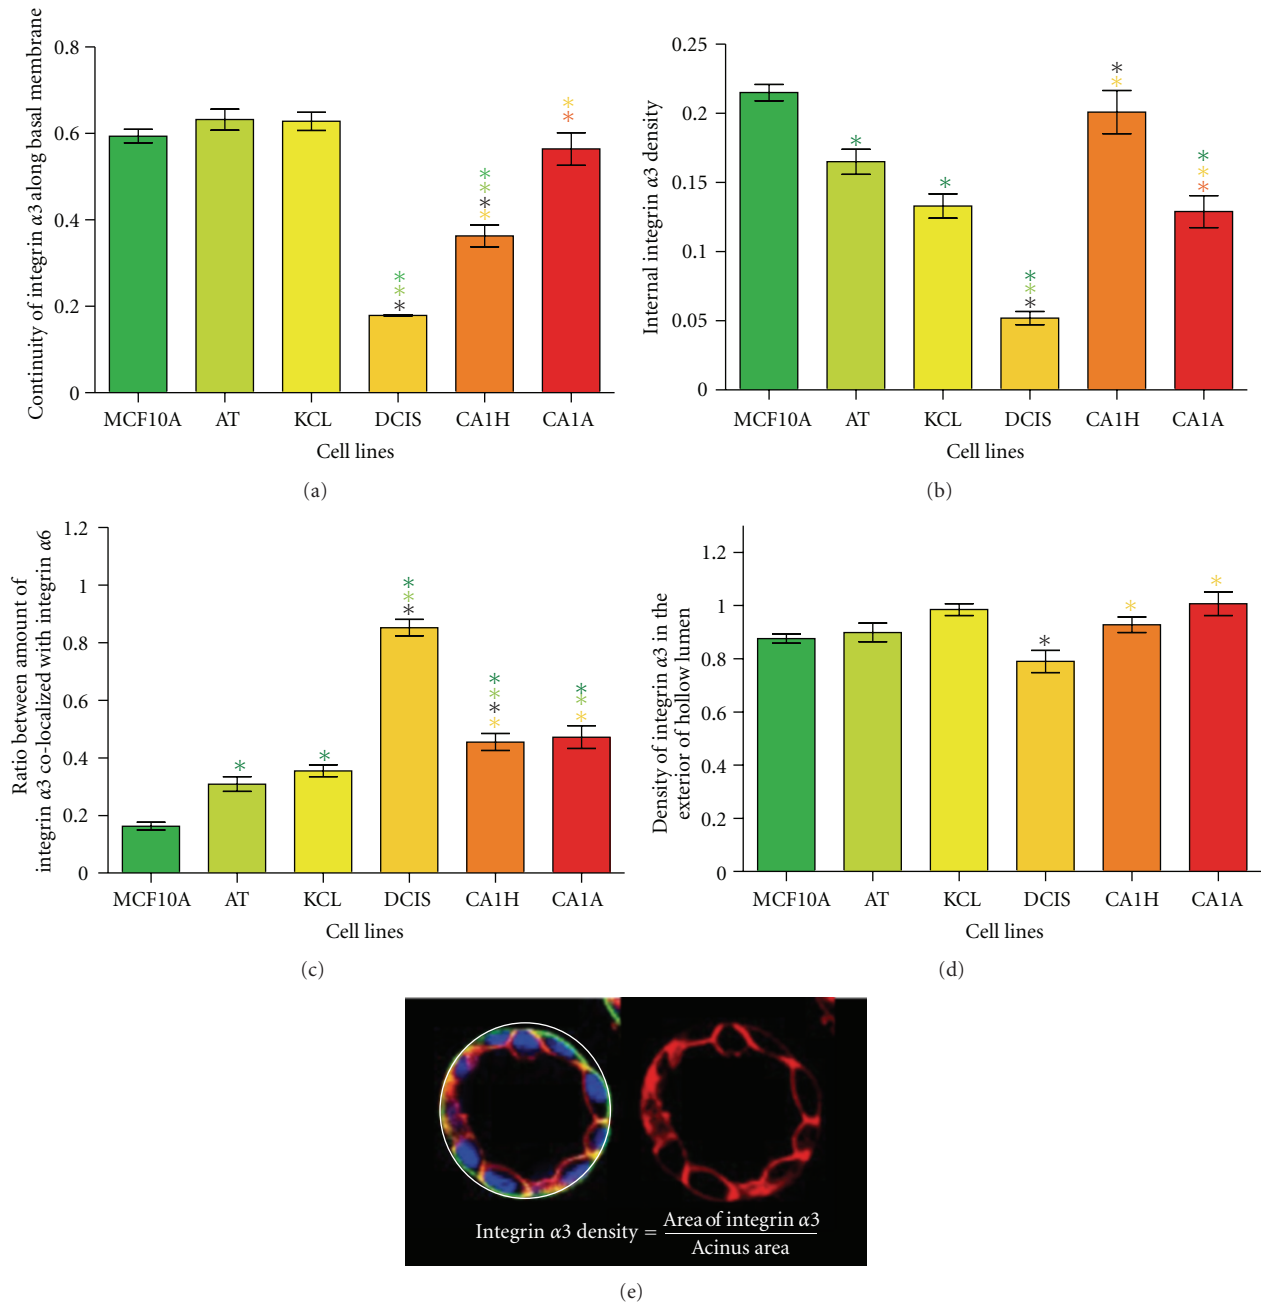 Continuity of integrin α3 along basal membrane
0.8
0.6
0.4
0.2
0
∗
∗
∗
∗
∗
∗
∗
∗
∗
MCF10A AT KCL DCIS CA1H CA1A
Cell lines
(a)
Internal integrin α3 density
0.25
0.2
0.15
0.1
0.05
0
∗
∗
∗
∗
∗
∗
∗
∗
∗
∗
MCF10A AT KCL DCIS CA1H CA1A
Cell lines
(b)
Ratio between amount of
integrin α3 co-localized with integrin α6
1.2
1
0.8
0.6
0.4
0.2
0
∗
∗
∗
∗
∗
∗
∗
∗
∗
∗
∗
∗
MCF10A AT KCL DCIS CA1H CA1A
Cell lines
(c)
Density of integrin α3 in the
exterior of hollow lumen
1.2
1
0.8
0.6
0.4
0.2
0
∗
∗
∗
MCF10A AT KCL DCIS CA1H CA1A
Cell lines
(d)
Integrin α3 density = Area of integrin α3
Acinus area
(e)